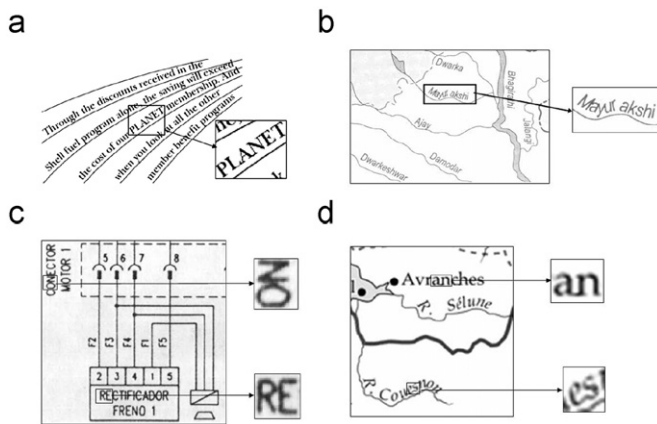 a
Through the discounts received in the
Shell fuel program alone, the saving will exceed
the cost of our PLANET membership. And
when you look at all the other
member benefit programs
PLANET
b
Dwarka
Mayurakshi
Ajay
Damodar
Dwarkeshwar
Bhagirathi
Jalangi
Mayur akshi
c
CONECTOR
MOTOR 1
5 6 7 8
F2 F3 F4 F1 F5
2 3 4 1 5
RECTIFICADOR
FRENO 1
ON
RE
d
Avranches
R. Sélune
R. Couesnon
an
es